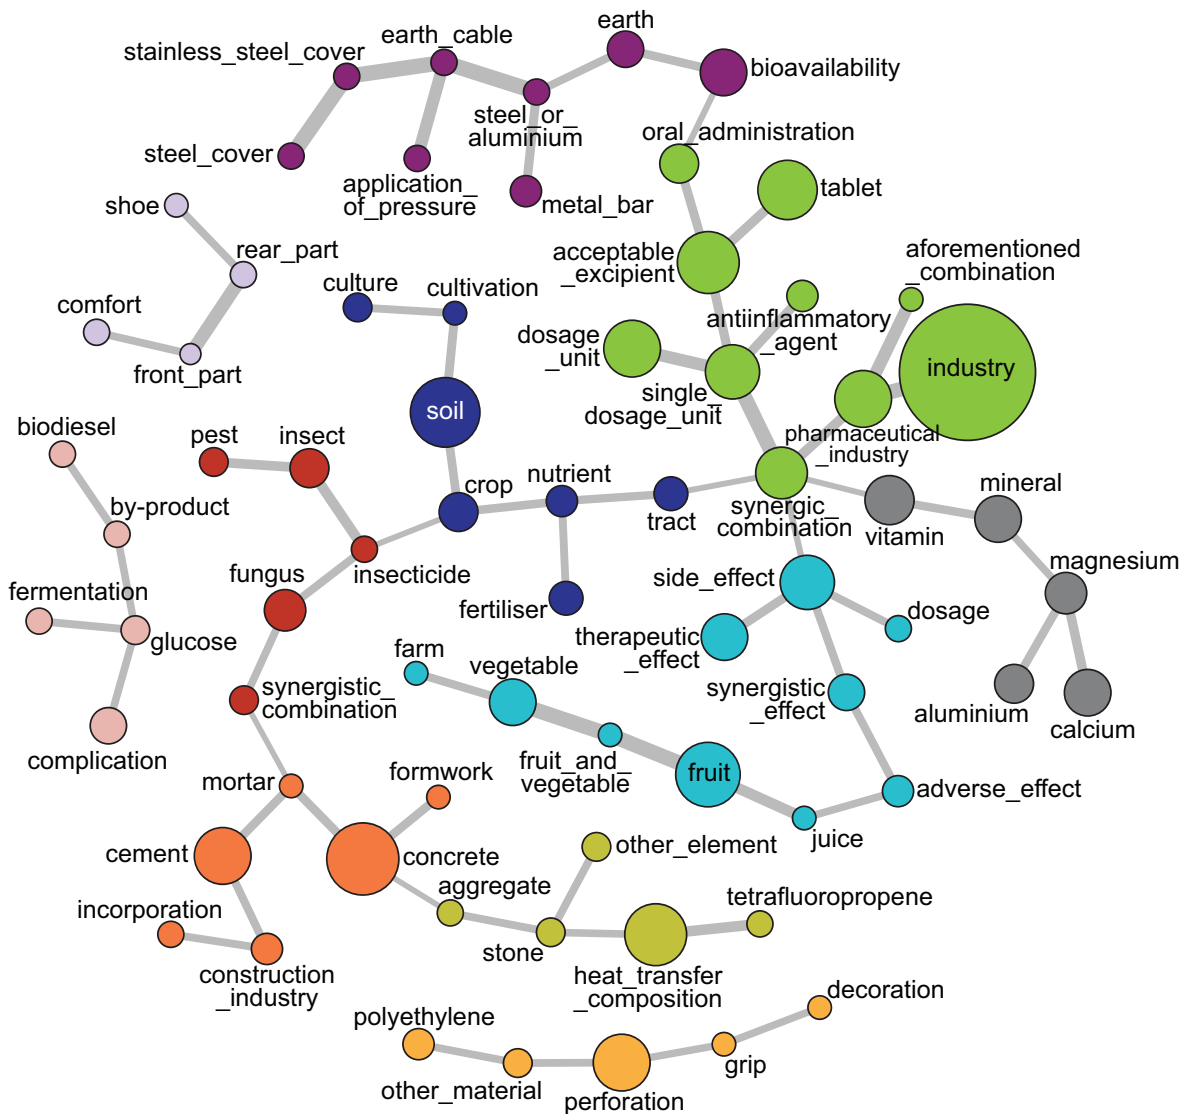 earth
earth_cable
stainless_steel_cover
bioavailability
steel_or_
aluminium
oral_administration
steel_cover
application_
of_pressure
tablet
metal_bar
shoe
rear_part
acceptable
_excipient
aforementioned
_combination
culture
cultivation
comfort
antiinflammatory
_agent
dosage
_unit
front_part
industry
single_
dosage_unit
soil
biodiesel
pest
insect
pharmaceutical
_industry
nutrient
crop
mineral
by-product
tract
synergic_
combination
vitamin
insecticide
magnesium
fungus
side_effect
fermentation
fertiliser
dosage
glucose
therapeutic
_effect
farm
vegetable
synergistic_
combination
synergistic
_effect
aluminium
calcium
complication
fruit_and_
vegetable
fruit
formwork
mortar
adverse_effect
juice
cement
concrete
other_element
aggregate
tetrafluoropropene
incorporation
stone
construction
_industry
heat_transfer
_composition
decoration
polyethylene
grip
other_material
perforation